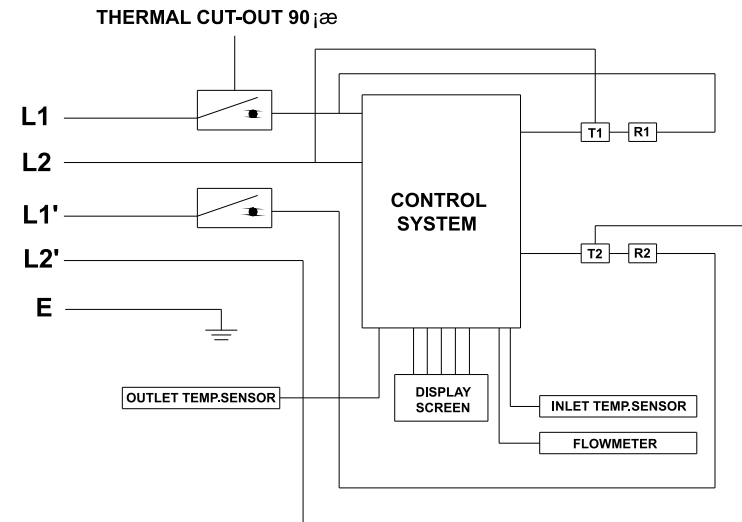 THERMAL CUT-OUT 90¡æ
L1
L2
L1'
L2'
E
CONTROL
SYSTEM
T1
R1
T2
R2
OUTLET TEMP.SENSOR
DISPLAY
SCREEN
INLET TEMP.SENSOR
FLOWMETER